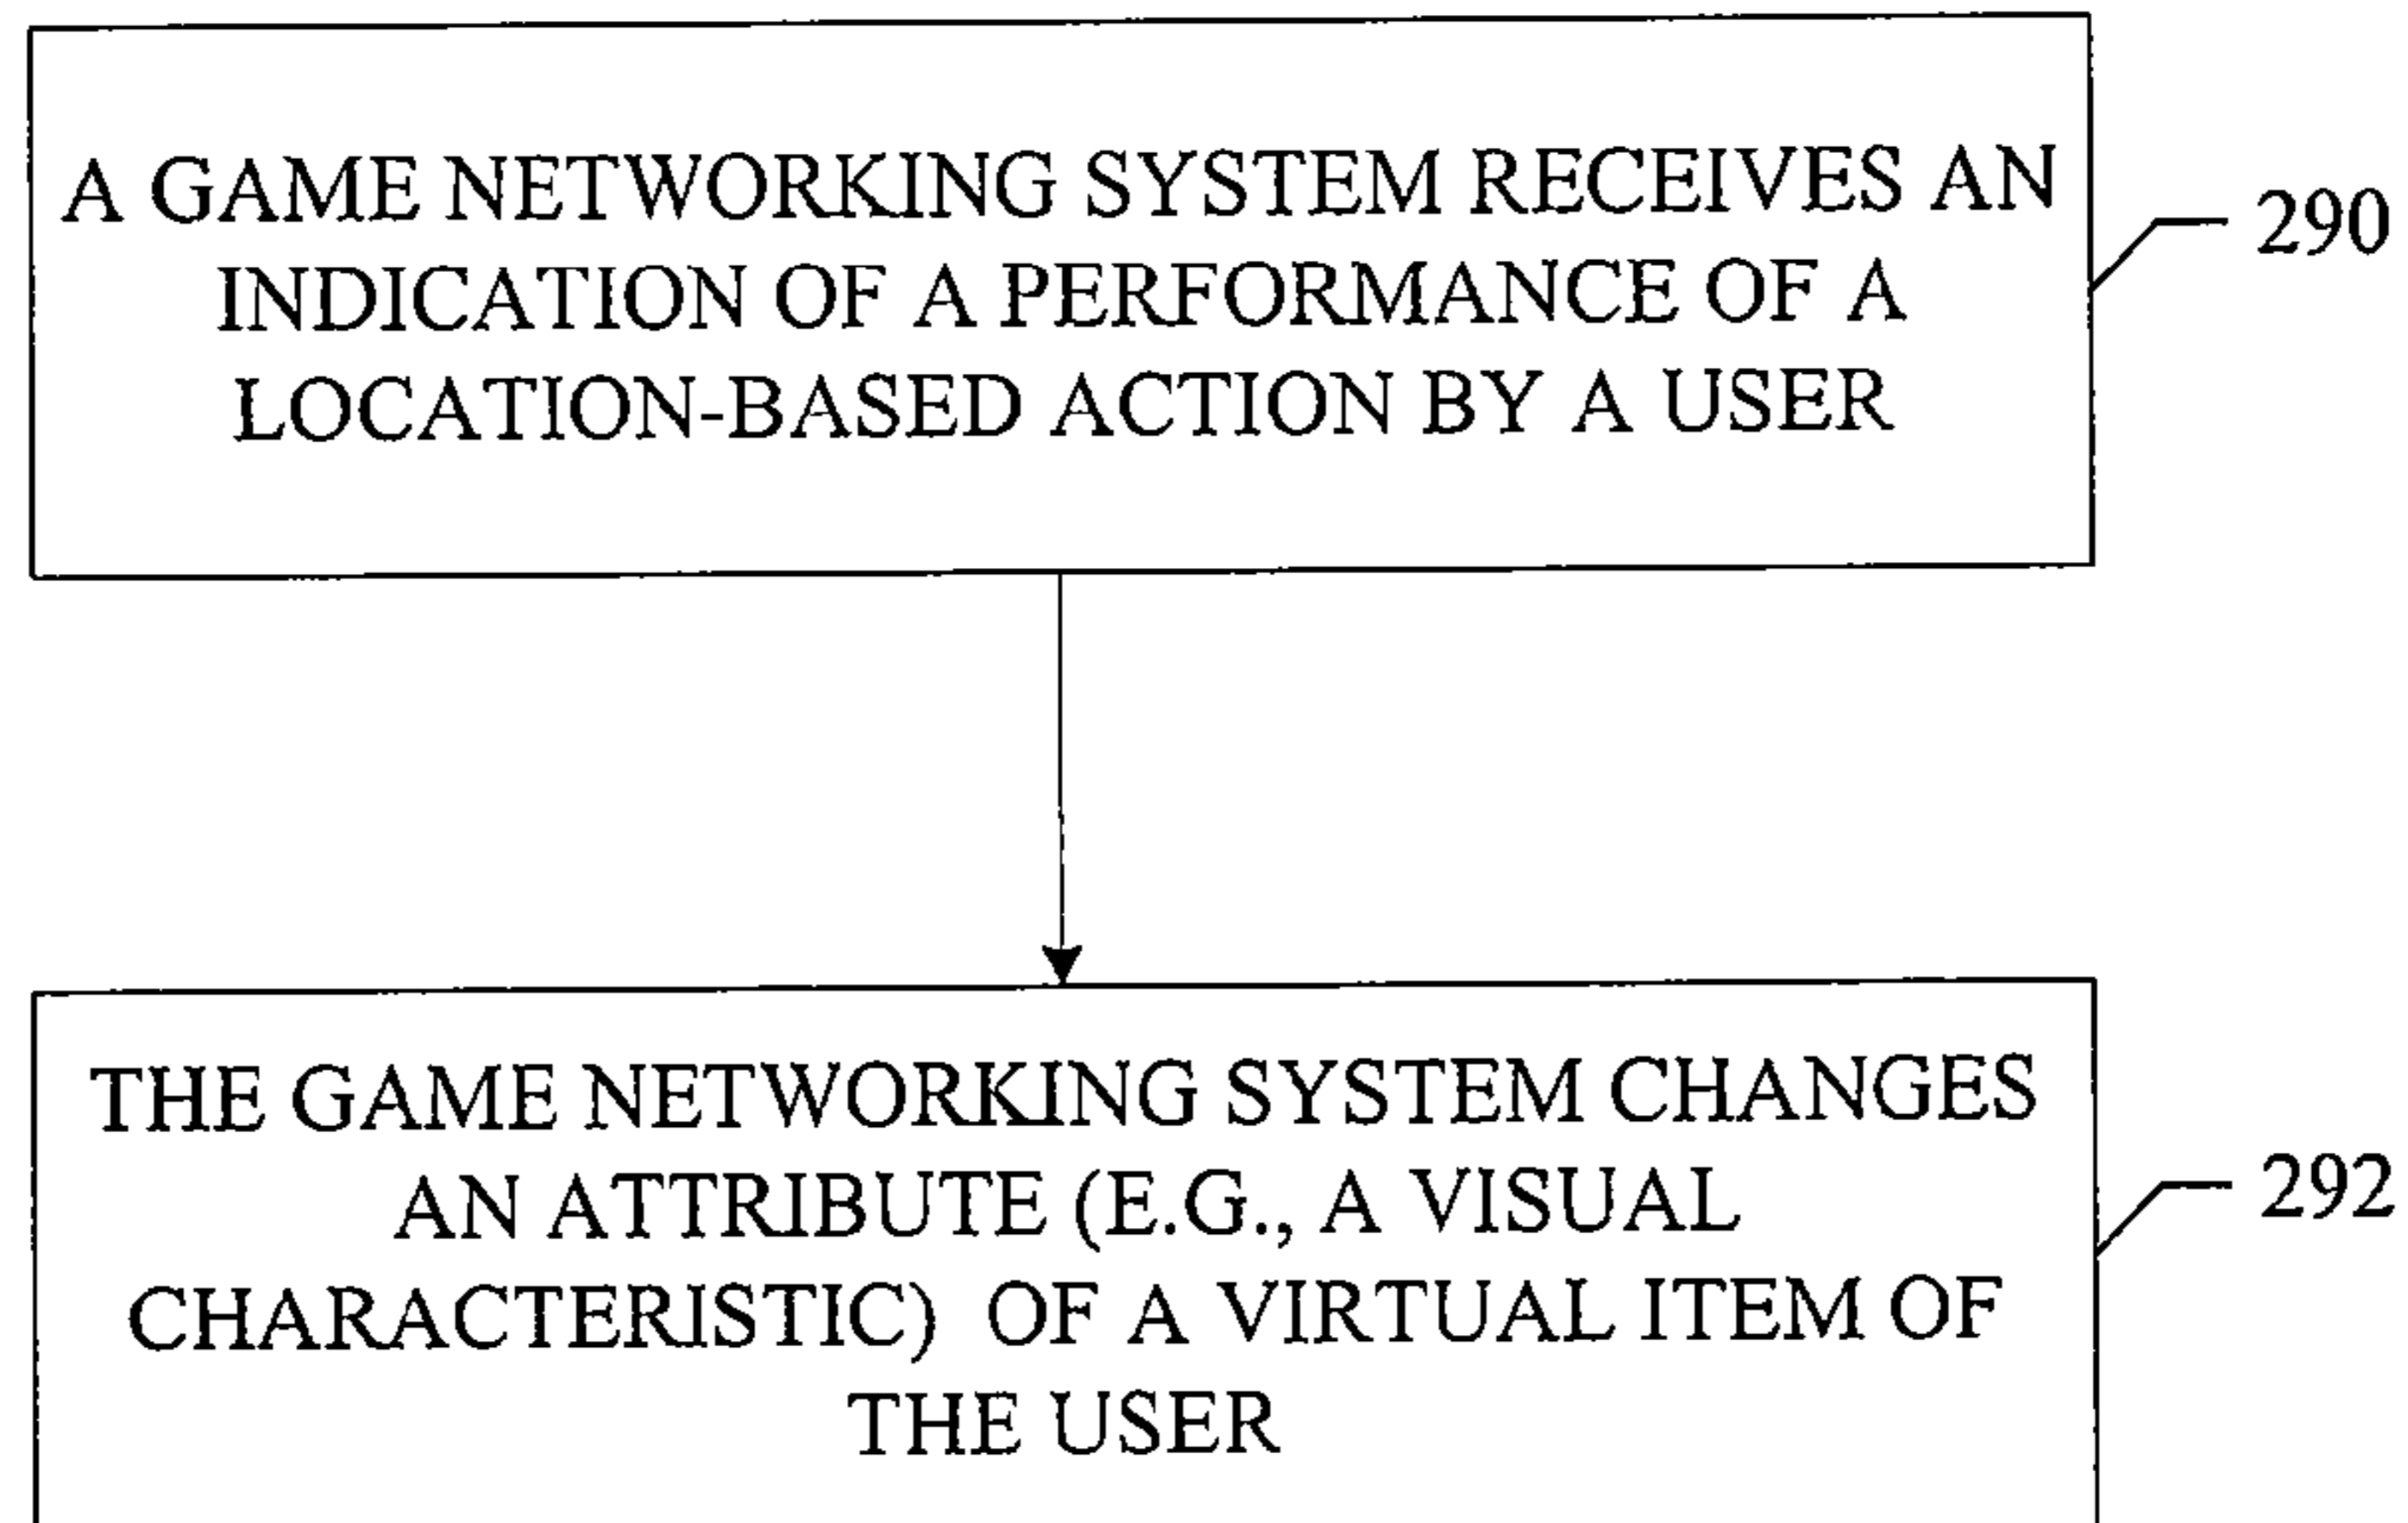 A GAME NETWORKING SYSTEM RECEIVES AN
INDICATION OF A PERFORMANCE OF A
LOCATION-BASED ACTION BY A USER
290
THE GAME NETWORKING SYSTEM CHANGES
AN ATTRIBUTE (E.G., A VISUAL
CHARACTERISTIC) OF A VIRTUAL ITEM OF
THE USER
292